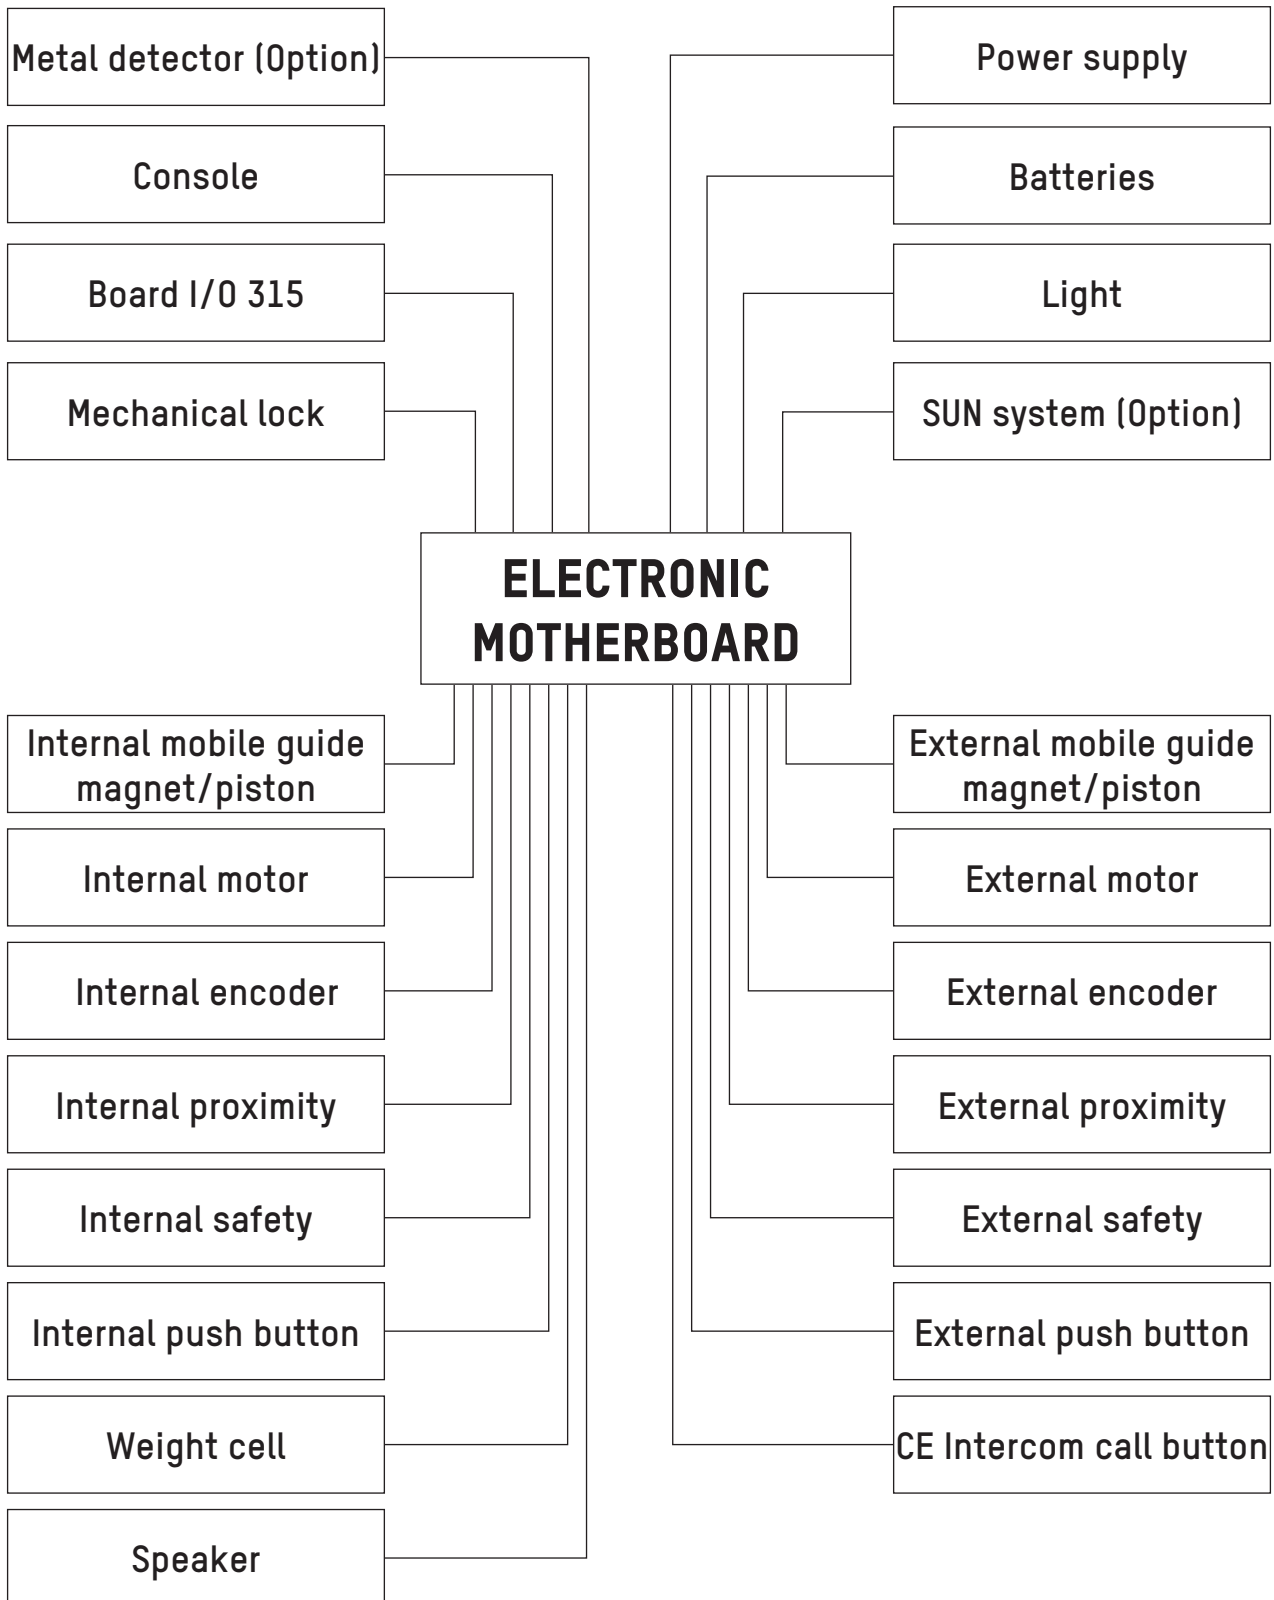 Metal detector (Option)
Power supply
Console
Batteries
Board I/O 315
Light
Mechanical lock
SUN system (Option)
ELECTRONIC
MOTHERBOARD
Internal mobile guide
magnet/piston
External mobile guide
magnet/piston
Internal motor
External motor
Internal encoder
External encoder
Internal proximity
External proximity
Internal safety
External safety
Internal push button
External push button
Weight cell
CE Intercom call button
Speaker